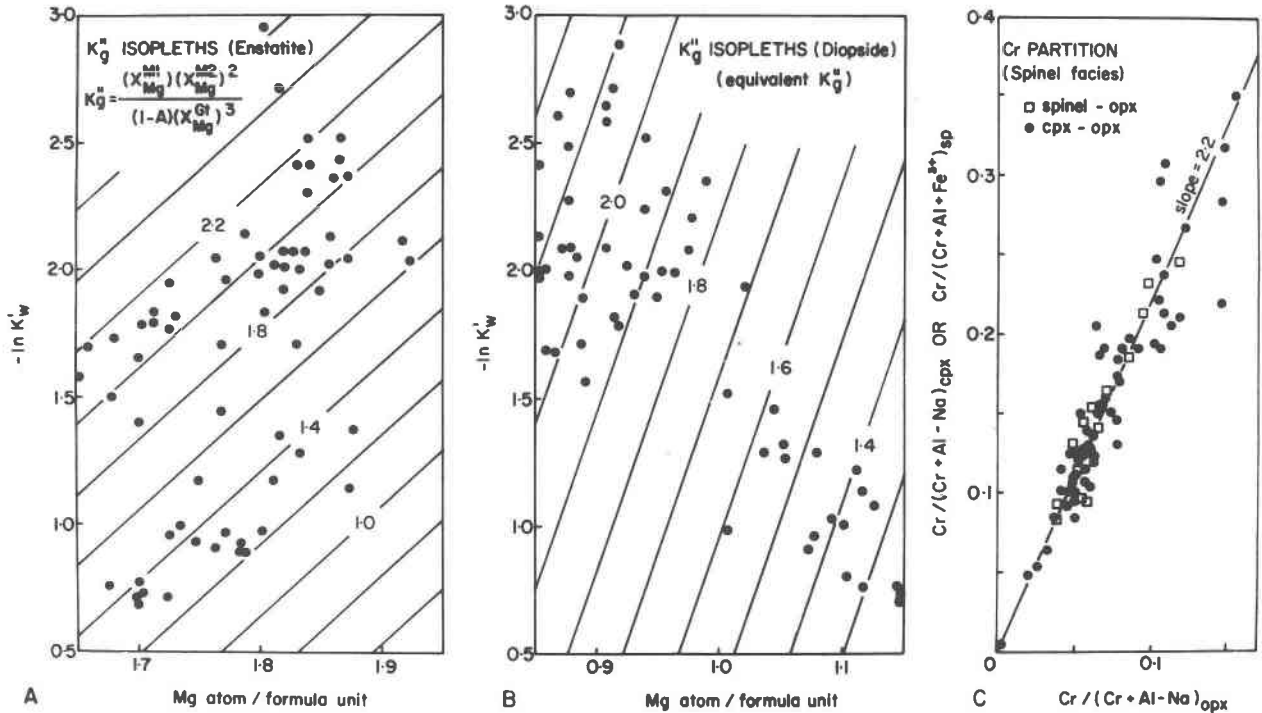 3·0
2·5
2·0
1·5
1·0
0·5
-ln K'w
K"g ISOPLETHS (Enstatite)
K"g = (X^M1_Mg)(X^M2_Mg)^2 / (1-A)(X^Gt_Mg)^3
2·2
1·8
1·4
1·0
1·7
1·8
1·9
A
Mg atom / formula unit
3·0
2·5
2·0
1·5
1·0
0·5
-ln K'w
K"g ISOPLETHS (Diopside)
(equivalent K"g)
2·0
1·8
1·6
1·4
0·9
1·0
1·1
B
Mg atom / formula unit
0·4
0·3
0·2
0·1
0
Cr/(Cr+Al-Na)cpx OR Cr/(Cr+Al+Fe³⁺)sp
Cr PARTITION
(Spinel facies)
spinel - opx
cpx - opx
slope = 2·2
0
0·1
C
Cr/(Cr+Al-Na)opx